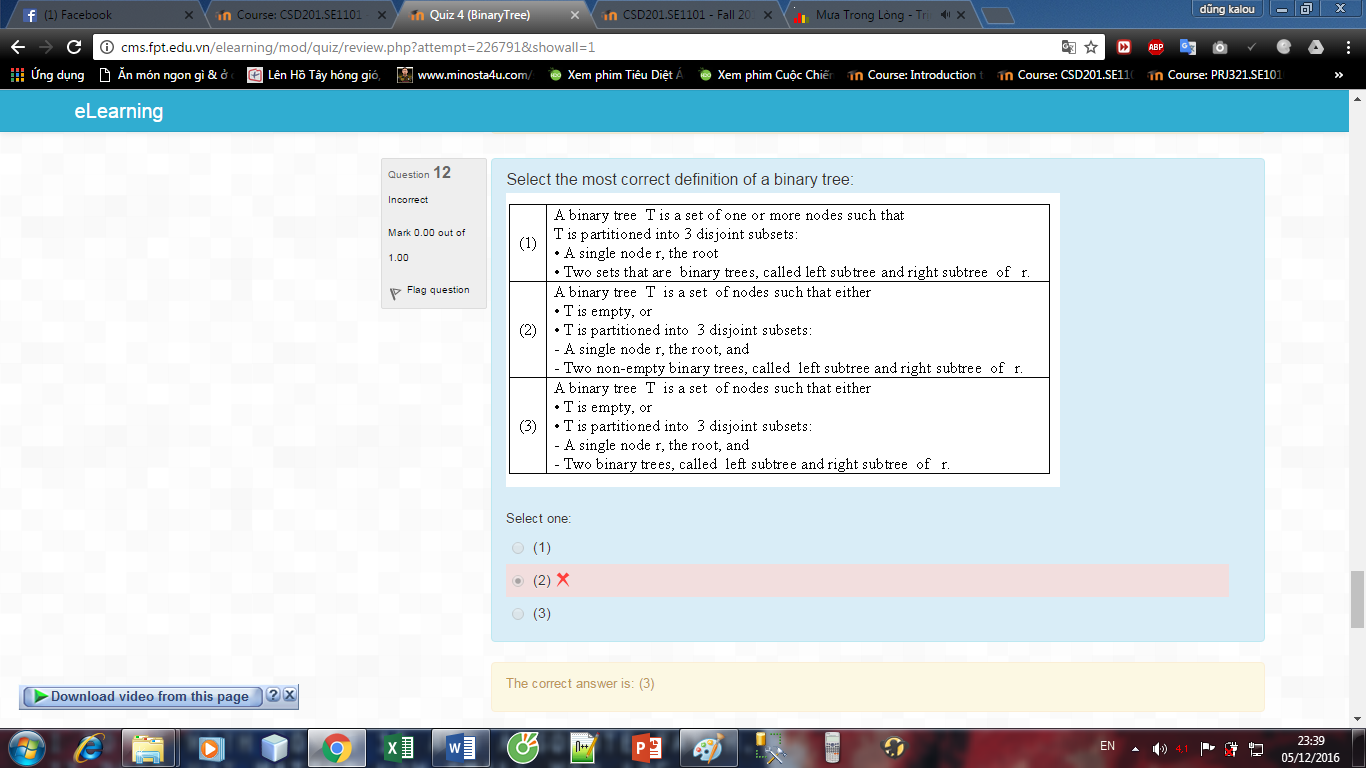 (1) Facebook
Course: CSD201.SE1101 -
Quiz 4 (BinaryTree)
CSD201.SE1101 - Fall 20
Mưa Trong Lòng - Tri
dũng kalou
cms.fpt.edu.vn/elearning/mod/quiz/review.php?attempt=226791&showall=1
ABP
Ứng dụng
Ăn món ngon gì & ở
Lên Hồ Tây hóng gió,
www.minosta4u.com/
Xem phim Tiêu Diệt
Xem phim Cuộc Chiến
Course: Introduction t
Course: CSD201.SE110
Course: PRJ321.SE101
»
eLearning
Question 12
Incorrect
Mark 0.00 out of
1.00
Flag question
Select the most correct definition of a binary tree:
(1)
A binary tree T is a set of one or more nodes such that
T is partitioned into 3 disjoint subsets:
• A single node r, the root
• Two sets that are binary trees, called left subtree and right subtree of r.
(2)
A binary tree T is a set of nodes such that either
• T is empty, or
• T is partitioned into 3 disjoint subsets:
- A single node r, the root, and
- Two non-empty binary trees, called left subtree and right subtree of r.
(3)
A binary tree T is a set of nodes such that either
• T is empty, or
• T is partitioned into 3 disjoint subsets:
- A single node r, the root, and
- Two binary trees, called left subtree and right subtree of r.
Select one:
(1)
(2)
(3)
The correct answer is: (3)
Download video from this page
?
X
EN
4.1
23:39
05/12/2016